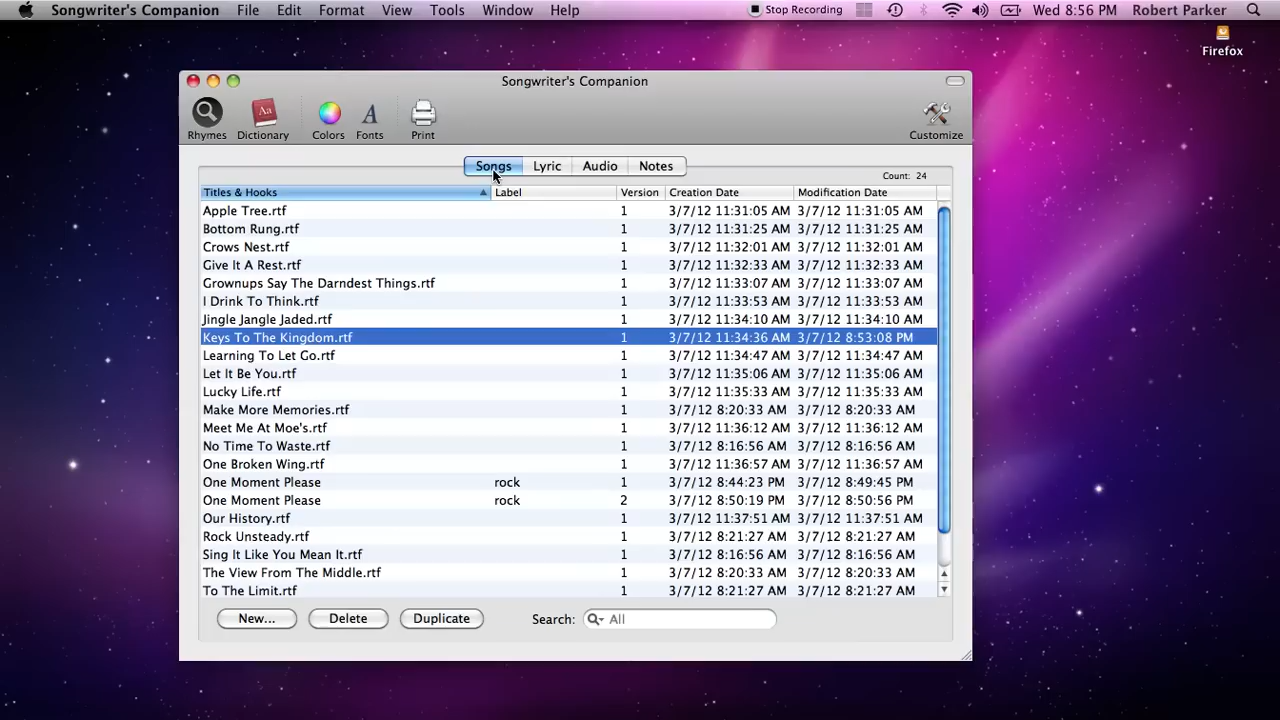 Songwriter's Companion File Edit Format View Tools Window Help Stop Recording Wed 8:56 PM Robert Parker
Firefox
Songwriter's Companion
Rhymes Dictionary Colors Fonts Print Customize
Songs Lyric Audio Notes
Count: 24
Titles & Hooks Label Version Creation Date Modification Date
Apple Tree.rtf 1 3/7/12 11:31:05 AM 3/7/12 11:31:05 AM
Bottom Rung.rtf 1 3/7/12 11:31:25 AM 3/7/12 11:31:25 AM
Crows Nest.rtf 1 3/7/12 11:32:01 AM 3/7/12 11:32:01 AM
Give It A Rest.rtf 1 3/7/12 11:32:33 AM 3/7/12 11:32:33 AM
Grownups Say The Darndest Things.rtf 1 3/7/12 11:33:07 AM 3/7/12 11:33:07 AM
I Drink To Think.rtf 1 3/7/12 11:33:53 AM 3/7/12 11:33:53 AM
Jingle Jangle Jaded.rtf 1 3/7/12 11:34:10 AM 3/7/12 11:34:10 AM
Keys To The Kingdom.rtf 1 3/7/12 11:34:36 AM 3/7/12 8:53:08 PM
Learning To Let Go.rtf 1 3/7/12 11:34:47 AM 3/7/12 11:34:47 AM
Let It Be You.rtf 1 3/7/12 11:35:06 AM 3/7/12 11:35:06 AM
Lucky Life.rtf 1 3/7/12 11:35:33 AM 3/7/12 11:35:33 AM
Make More Memories.rtf 1 3/7/12 8:20:33 AM 3/7/12 8:20:33 AM
Meet Me At Moe's.rtf 1 3/7/12 11:36:12 AM 3/7/12 11:36:12 AM
No Time To Waste.rtf 1 3/7/12 8:16:56 AM 3/7/12 8:16:56 AM
One Broken Wing.rtf 1 3/7/12 11:36:57 AM 3/7/12 11:36:57 AM
One Moment Please rock 1 3/7/12 8:44:23 PM 3/7/12 8:49:45 PM
One Moment Please rock 2 3/7/12 8:50:19 PM 3/7/12 8:50:56 PM
Our History.rtf 1 3/7/12 11:37:51 AM 3/7/12 11:37:51 AM
Rock Unsteady.rtf 1 3/7/12 8:21:27 AM 3/7/12 8:21:27 AM
Sing It Like You Mean It.rtf 1 3/7/12 8:16:56 AM 3/7/12 8:16:56 AM
The View From The Middle.rtf 1 3/7/12 8:20:33 AM 3/7/12 8:20:33 AM
To The Limit.rtf 1 3/7/12 8:21:27 AM 3/7/12 8:21:27 AM
New... Delete Duplicate Search: All